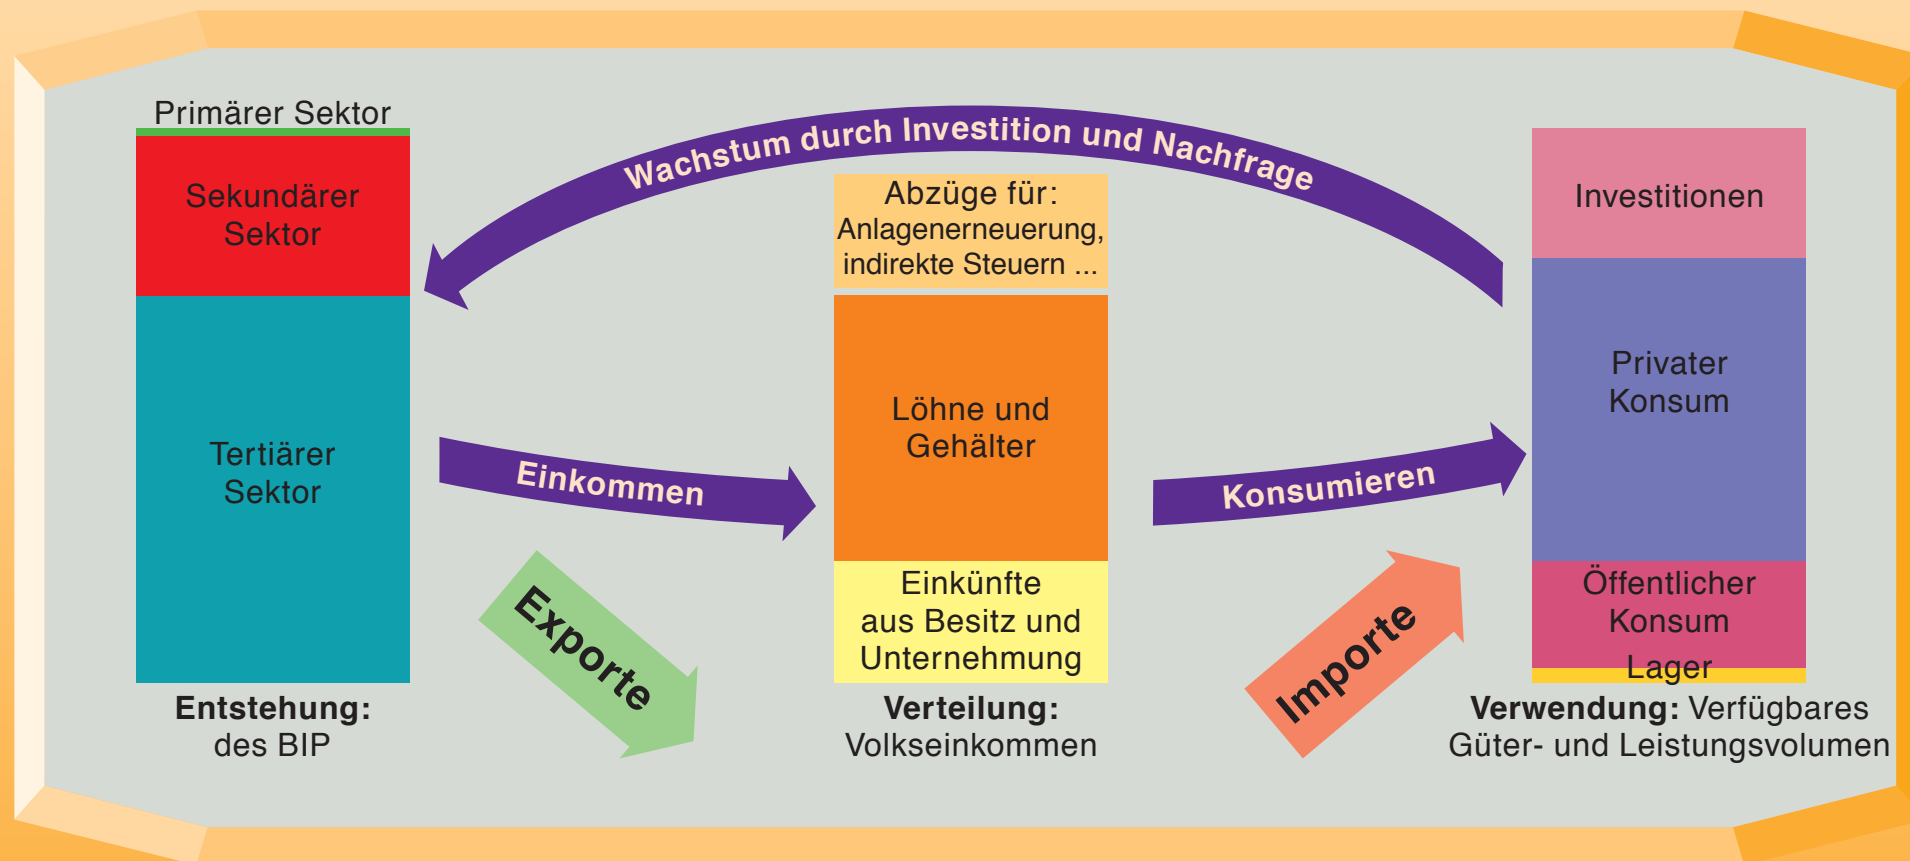 Primärer Sektor
Sekundärer
Sektor
Tertiärer
Sektor
Entstehung:
des BIP
Wachstum durch Investition und Nachfrage
Einkommen
Exporte
Abzüge für:
Anlagenerneuerung,
indirekte Steuern ...
Löhne und
Gehälter
Einkünfte
aus Besitz und
Unternehmung
Verteilung:
Volkseinkommen
Konsumieren
Importe
Investitionen
Privater
Konsum
Öffentlicher
Konsum
Lager
Verwendung: Verfügbares
Güter- und Leistungsvolumen